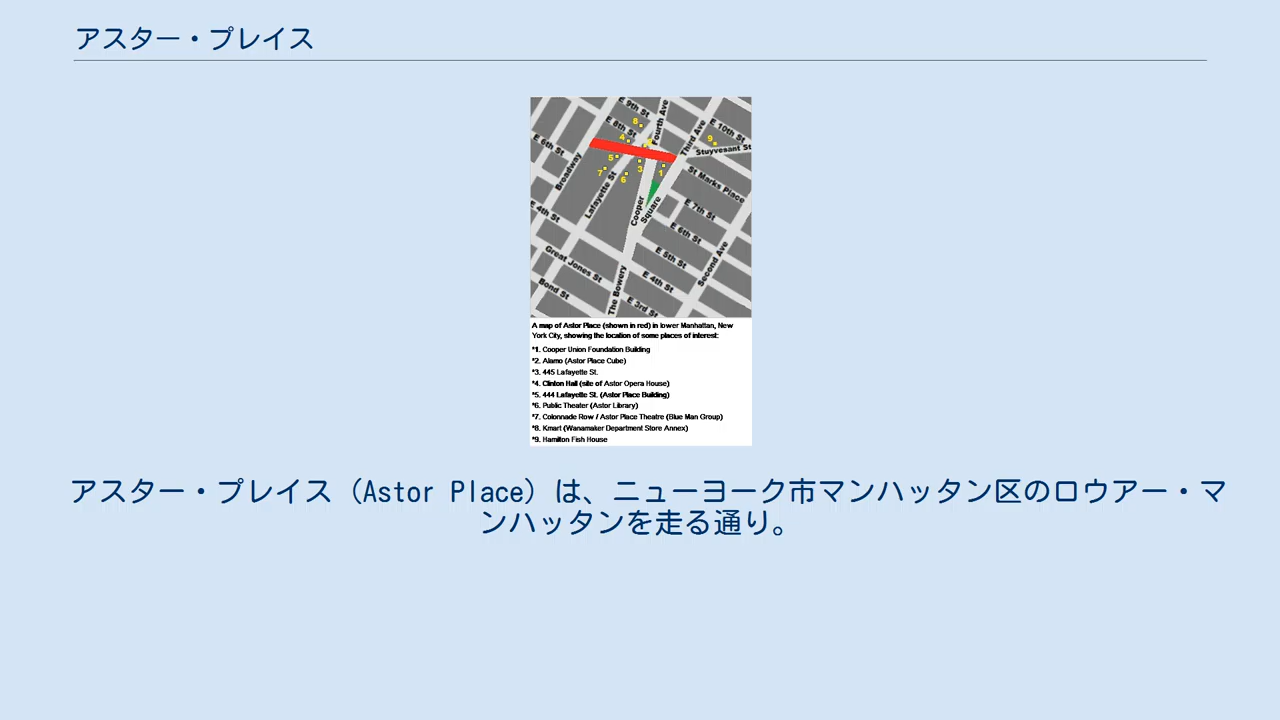 アスター・プレイス
E 9th St
Fourth Ave
8
E 8th St
4
Third Ave
E 10th St
9
Stuyvesant St
E 6th St
Broadway
5
7
6
3
1
Lafayette St
St Marks Place
Cooper Square
E 4th St
E 7th St
E 6th St
E 5th St
Second Ave
Great Jones St
Bond St
The Bowery
E 4th St
E 3rd St
A map of Astor Place (shown in red) in lower Manhattan, New
York City, showing the location of some places of interest:
*1. Cooper Union Foundation Building
*2. Alamo (Astor Place Cube)
*3. 445 Lafayette St.
*4. Clinton Hall (site of Astor Opera House)
*5. 444 Lafayette St. (Astor Place Building)
*6. Public Theater (Astor Library)
*7. Colonnade Row / Astor Place Theatre (Blue Man Group)
*8. Kmart (Wanamaker Department Store Annex)
*9. Hamilton Fish House
アスター・プレイス（Astor Place）は、ニューヨーク市マンハッタン区のロウアー・マ
ンハッタンを走る通り。